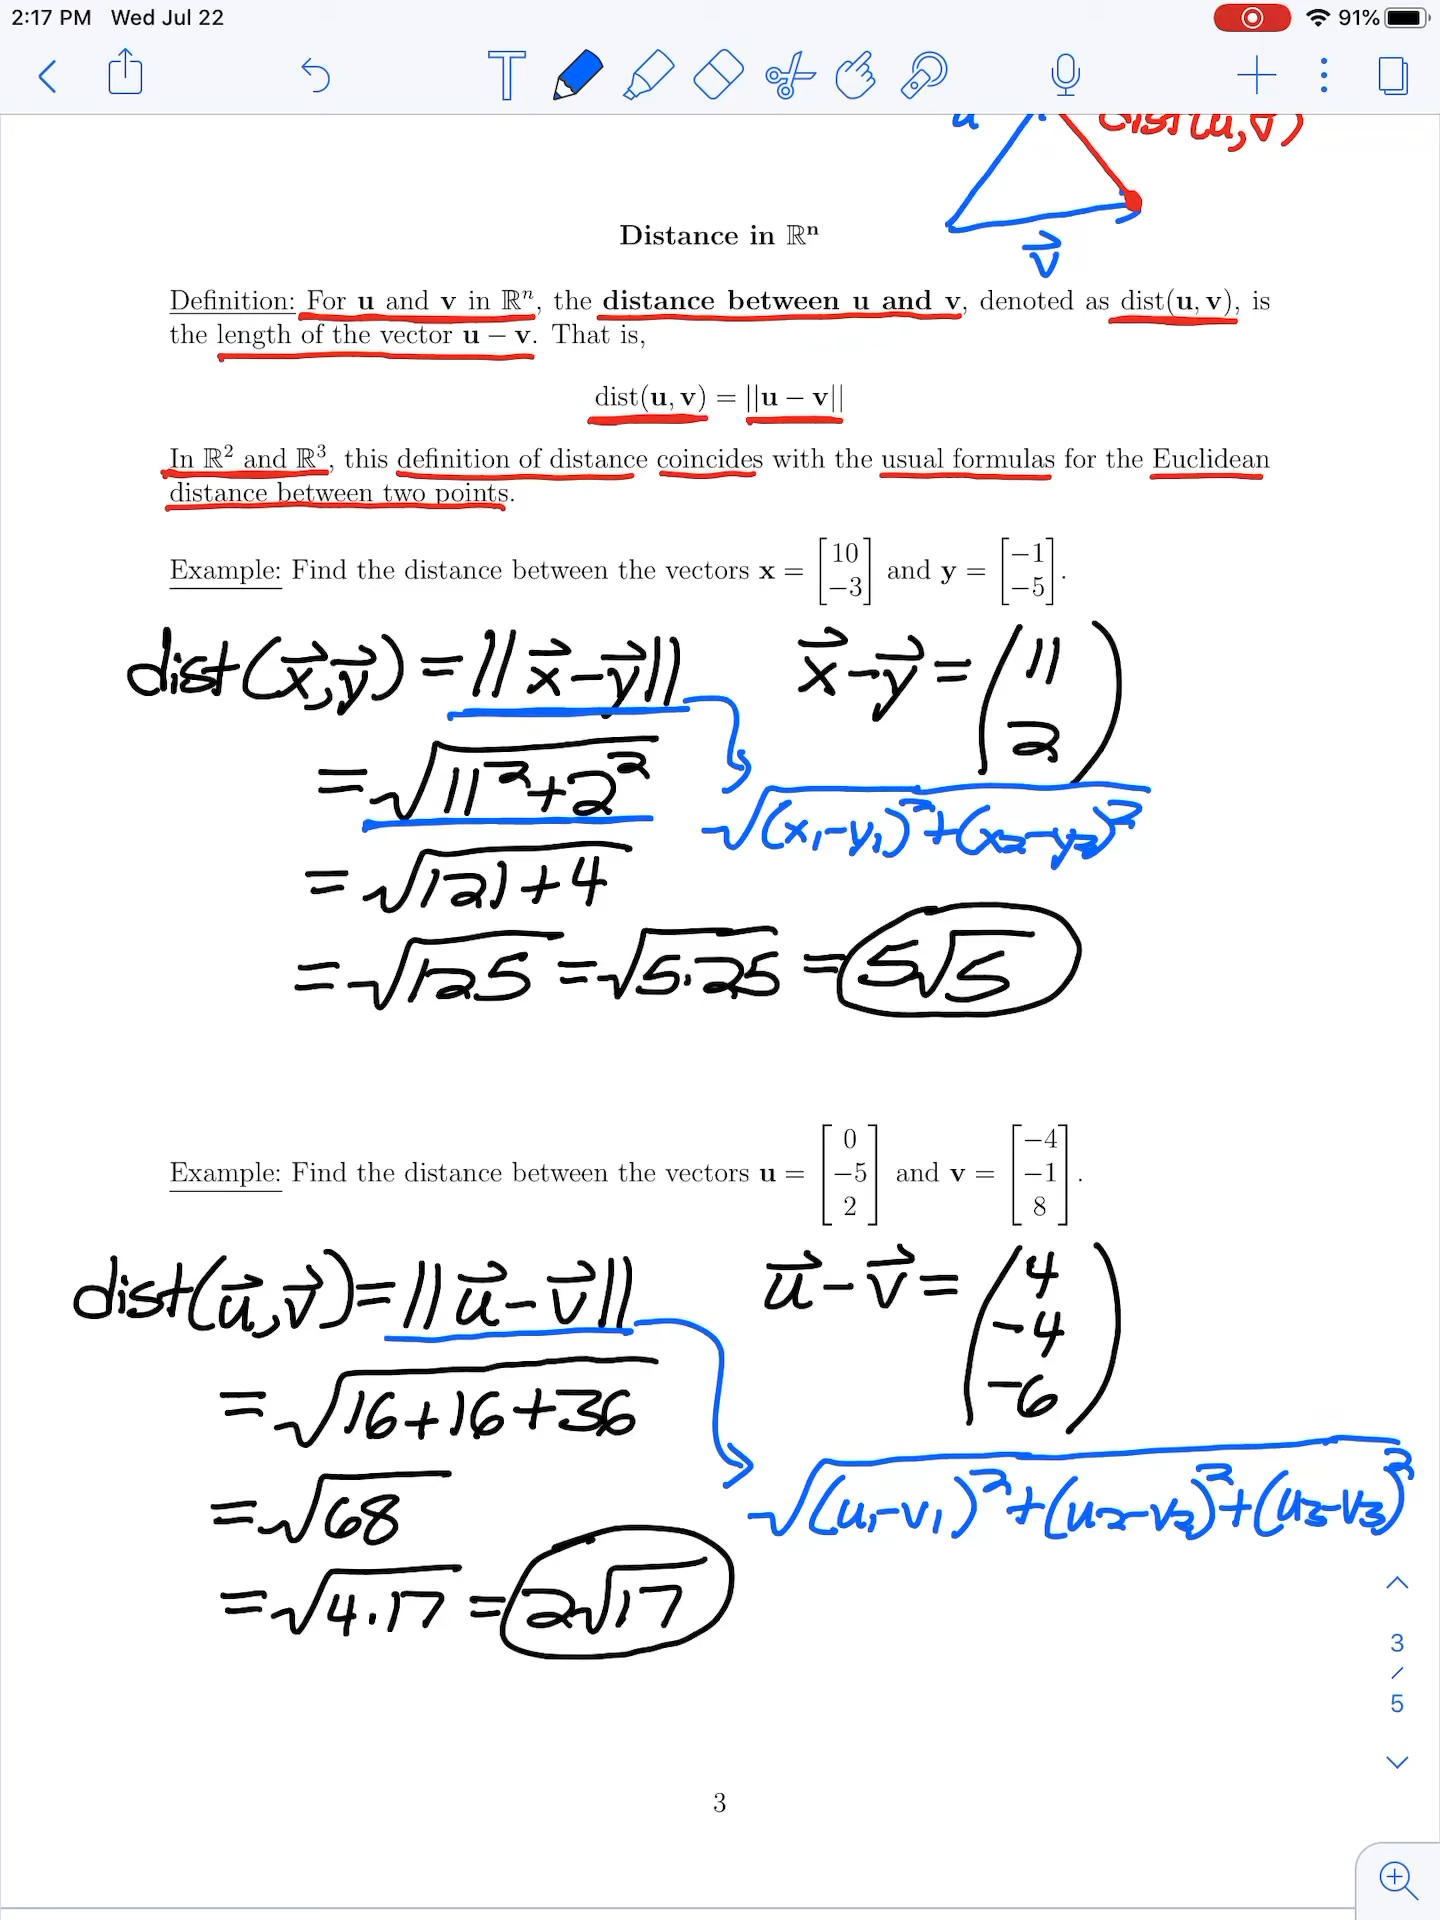 2:17 PM Wed Jul 22 91%
u dist(u,v)
v
Distance in ℝⁿ
Definition: For u and v in ℝⁿ, the distance between u and v, denoted as dist(u, v), is
the length of the vector u − v. That is,
dist(u, v) = ||u − v||
In ℝ² and ℝ³, this definition of distance coincides with the usual formulas for the Euclidean
distance between two points.
Example: Find the distance between the vectors x = [10 −3] and y = [−1 −5].
dist(x⃗,y⃗) = ||x⃗−y⃗|| x⃗−y⃗ = (11 2)
= √(11²+2²) √((x₁−y₁)²+(x₂−y₂)²)
= √(121+4)
= √125 = √(5·25) = 5√5
Example: Find the distance between the vectors u = [0 −5 2] and v = [−4 −1 8].
dist(u⃗,v⃗) = ||u⃗−v⃗|| u⃗−v⃗ = (4 −4 −6)
= √(16+16+36)
= √68 √((u₁−v₁)²+(u₂−v₂)²+(u₃−v₃)²)
= √(4·17) = 2√17
3
/
5
3